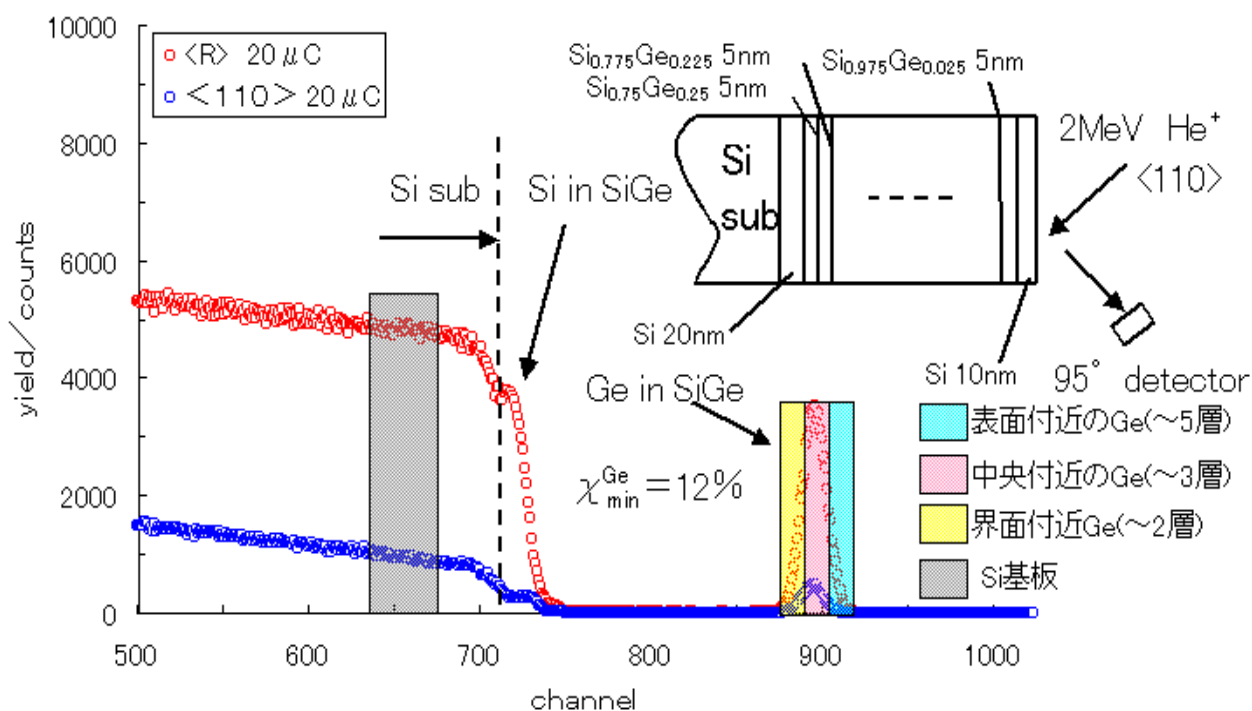 10000
8000
6000
4000
2000
0
yield/counts
500
600
700
800
900
1000
channel
<R> 20μC
<110> 20μC
Si sub
Si in SiGe
Ge in SiGe
χ_min^Ge=12%
Si₀.₇₇₅Ge₀.₂₂₅ 5nm
Si₀.₇₅Ge₀.₂₅ 5nm
Si₀.₉₇₅Ge₀.₀₂₅ 5nm
Si
sub
2MeV He⁺
<110>
Si 20nm
Si 10nm
95° detector
表面付近のGe(~5層)
中央付近のGe(~3層)
界面付近Ge(~2層)
Si基板